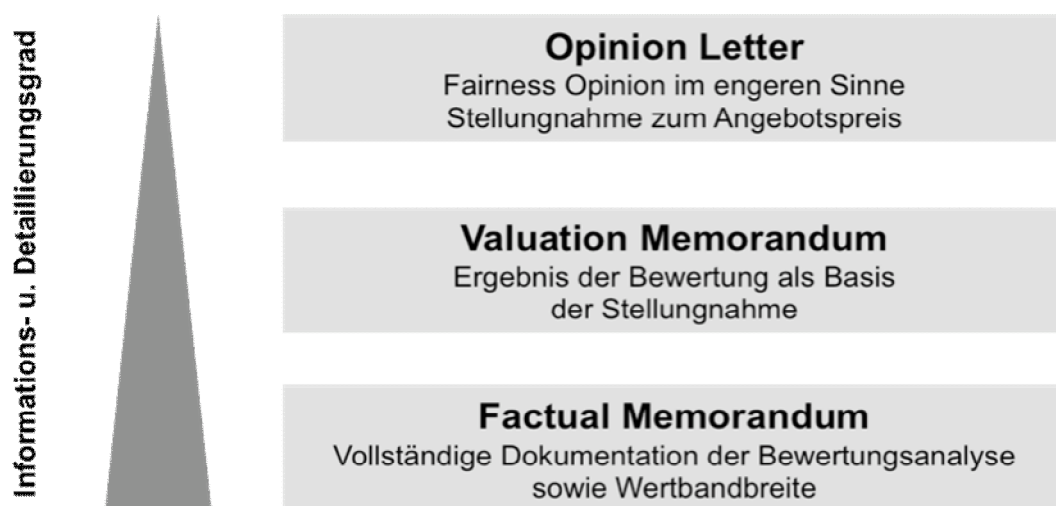 Informations- u. Detaillierungsgrad
Opinion Letter
Fairness Opinion im engeren Sinne
Stellungnahme zum Angebotspreis
Valuation Memorandum
Ergebnis der Bewertung als Basis
der Stellungnahme
Factual Memorandum
Vollständige Dokumentation der Bewertungsanalyse
sowie Wertbandbreite